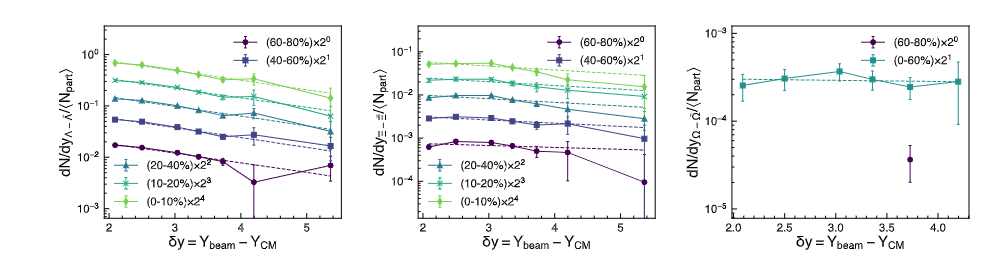 dN/dy_{Λ−Λ̄}/⟨N_part⟩
10⁰
10⁻¹
10⁻²
10⁻³
(60-80%)×2⁰
(40-60%)×2¹
(20-40%)×2²
(10-20%)×2³
(0-10%)×2⁴
2 3 4 5
δy = Y_beam − Y_CM
dN/dy_{Ξ−Ξ̄}/⟨N_part⟩
10⁻¹
10⁻²
10⁻³
10⁻⁴
(60-80%)×2⁰
(40-60%)×2¹
(20-40%)×2²
(10-20%)×2³
(0-10%)×2⁴
2 3 4 5
δy = Y_beam − Y_CM
dN/dy_{Ω−Ω̄}/⟨N_part⟩
10⁻³
10⁻⁴
10⁻⁵
(60-80%)×2⁰
(0-60%)×2¹
2.0 2.5 3.0 3.5 4.0
δy = Y_beam − Y_CM